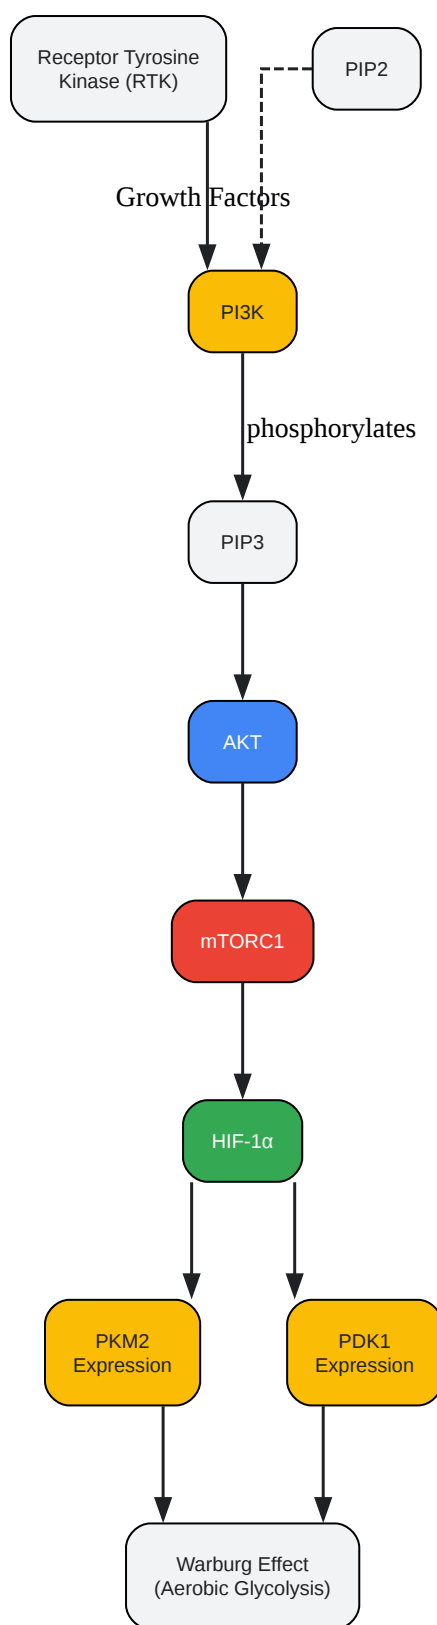 Receptor Tyrosine
Kinase (RTK)
PIP2
Growth Factors
PI3K
phosphorylates
PIP3
AKT
mTORC1
HIF-1α
PKM2
Expression
PDK1
Expression
Warburg Effect
(Aerobic Glycolysis)